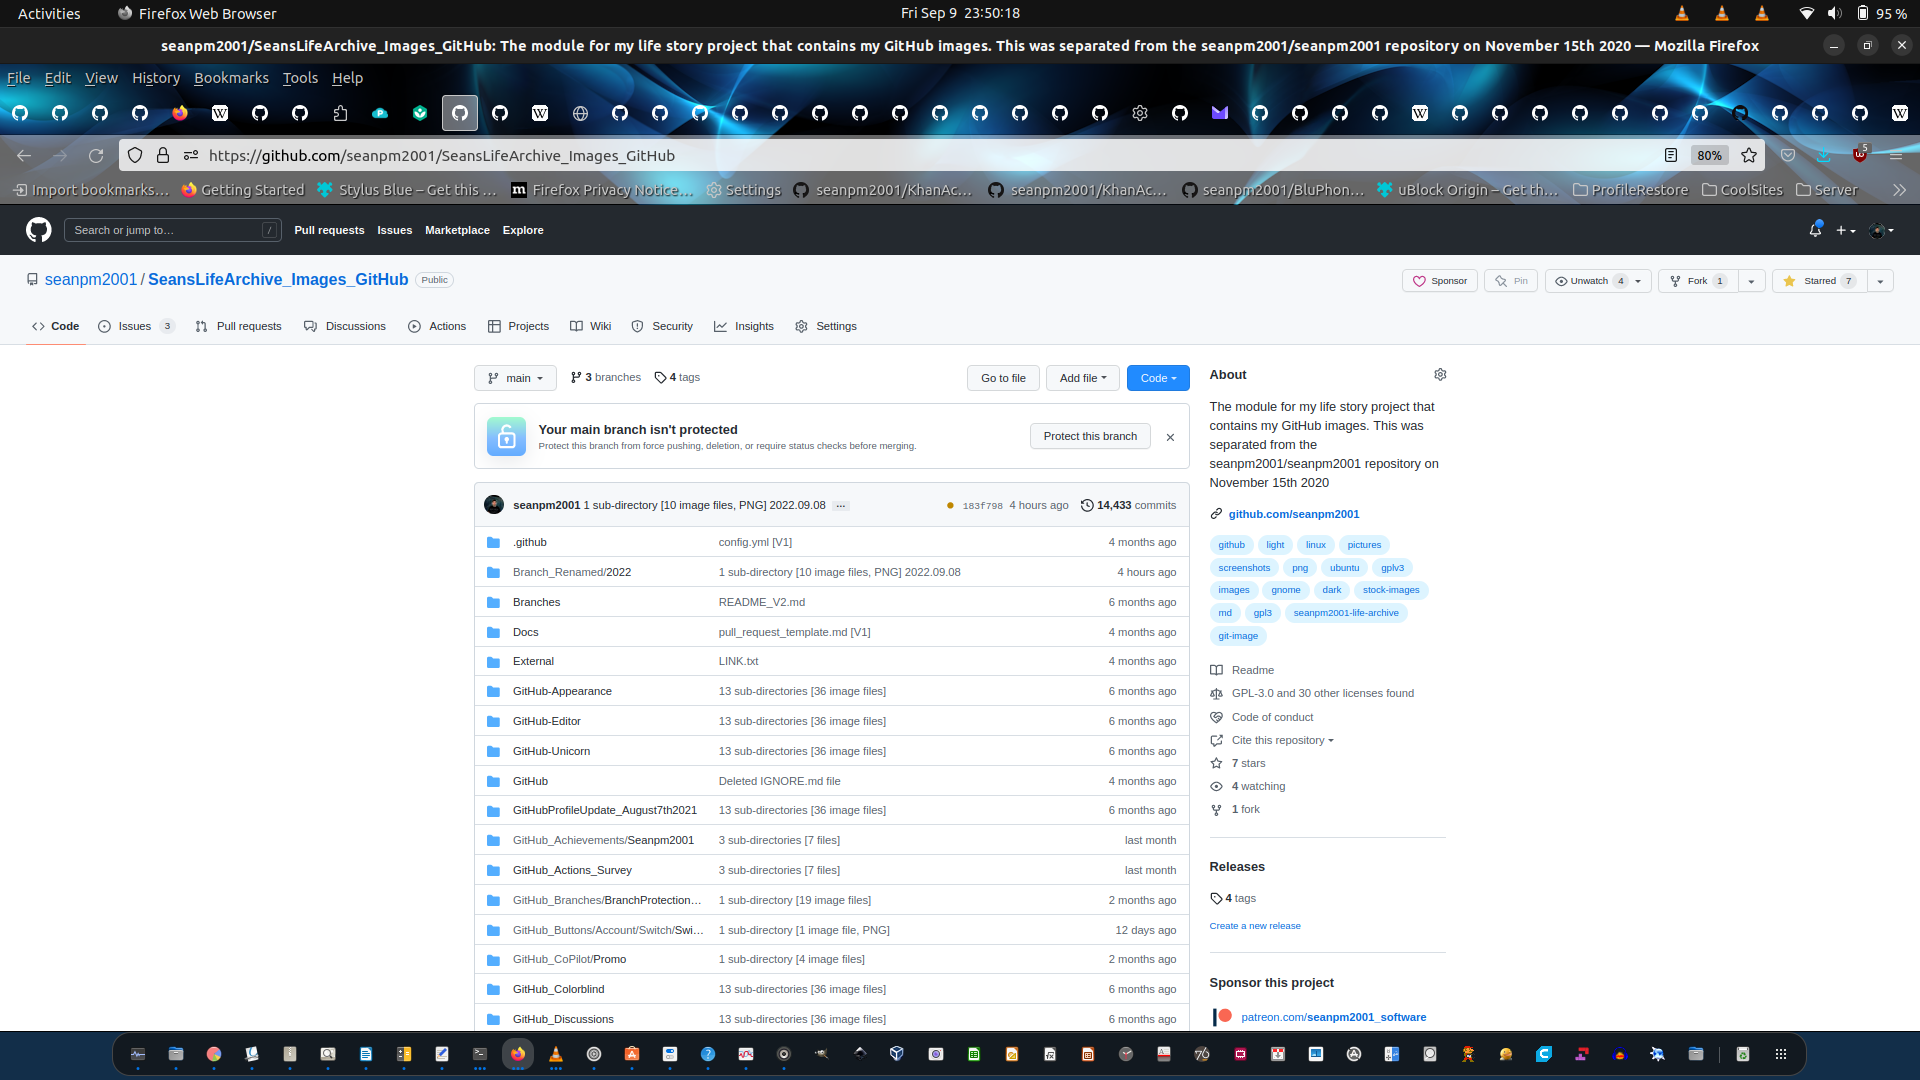 Activities
Firefox Web Browser
Fri Sep 9 23:50:18
95 %
seanpm2001/SeansLifeArchive_Images_GitHub: The module for my life story project that contains my GitHub images. This was separated from the seanpm2001/seanpm2001 repository on November 15th 2020 — Mozilla Firefox
File Edit View History Bookmarks Tools Help
https://github.com/seanpm2001/SeansLifeArchive_Images_GitHub
80%
5
Import bookmarks…
Getting Started
Stylus Blue – Get this …
Firefox Privacy Notice…
Settings
seanpm2001/KhanAc…
seanpm2001/KhanAc…
seanpm2001/BluPhon…
uBlock Origin – Get th…
ProfileRestore
CoolSites
Server
Search or jump to…
/
Pull requests
Issues
Marketplace
Explore
seanpm2001 / SeansLifeArchive_Images_GitHub
Public
Sponsor
Pin
Unwatch 4
Fork 1
Starred 7
Code
Issues 3
Pull requests
Discussions
Actions
Projects
Wiki
Security
Insights
Settings
main
3 branches
4 tags
Go to file
Add file
Code
Your main branch isn't protected
Protect this branch from force pushing, deletion, or require status checks before merging.
Protect this branch
seanpm2001 1 sub-directory [10 image files, PNG] 2022.09.08 …
183f798 4 hours ago
14,433 commits
.github config.yml [V1] 4 months ago
Branch_Renamed/2022 1 sub-directory [10 image files, PNG] 2022.09.08 4 hours ago
Branches README_V2.md 6 months ago
Docs pull_request_template.md [V1] 4 months ago
External LINK.txt 4 months ago
GitHub-Appearance 13 sub-directories [36 image files] 6 months ago
GitHub-Editor 13 sub-directories [36 image files] 6 months ago
GitHub-Unicorn 13 sub-directories [36 image files] 6 months ago
GitHub Deleted IGNORE.md file 4 months ago
GitHubProfileUpdate_August7th2021 13 sub-directories [36 image files] 6 months ago
GitHub_Achievements/Seanpm2001 3 sub-directories [7 files] last month
GitHub_Actions_Survey 3 sub-directories [7 files] last month
GitHub_Branches/BranchProtection… 1 sub-directory [19 image files] 2 months ago
GitHub_Buttons/Account/Switch/Swi… 1 sub-directory [1 image file, PNG] 12 days ago
GitHub_CoPilot/Promo 1 sub-directory [4 image files] 2 months ago
GitHub_Colorblind 13 sub-directories [36 image files] 6 months ago
GitHub_Discussions 13 sub-directories [36 image files] 6 months ago
About
The module for my life story project that
contains my GitHub images. This was
separated from the
seanpm2001/seanpm2001 repository on
November 15th 2020
github.com/seanpm2001
github light linux pictures
screenshots png ubuntu gplv3
images gnome dark stock-images
md gpl3 seanpm2001-life-archive
git-image
Readme
GPL-3.0 and 30 other licenses found
Code of conduct
Cite this repository
7 stars
4 watching
1 fork
Releases
4 tags
Create a new release
Sponsor this project
patreon.com/seanpm2001_software